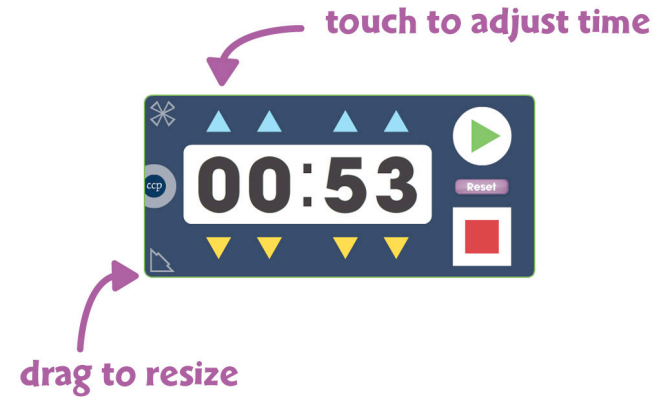 touch to adjust time
ccp
00:53
Reset
drag to resize